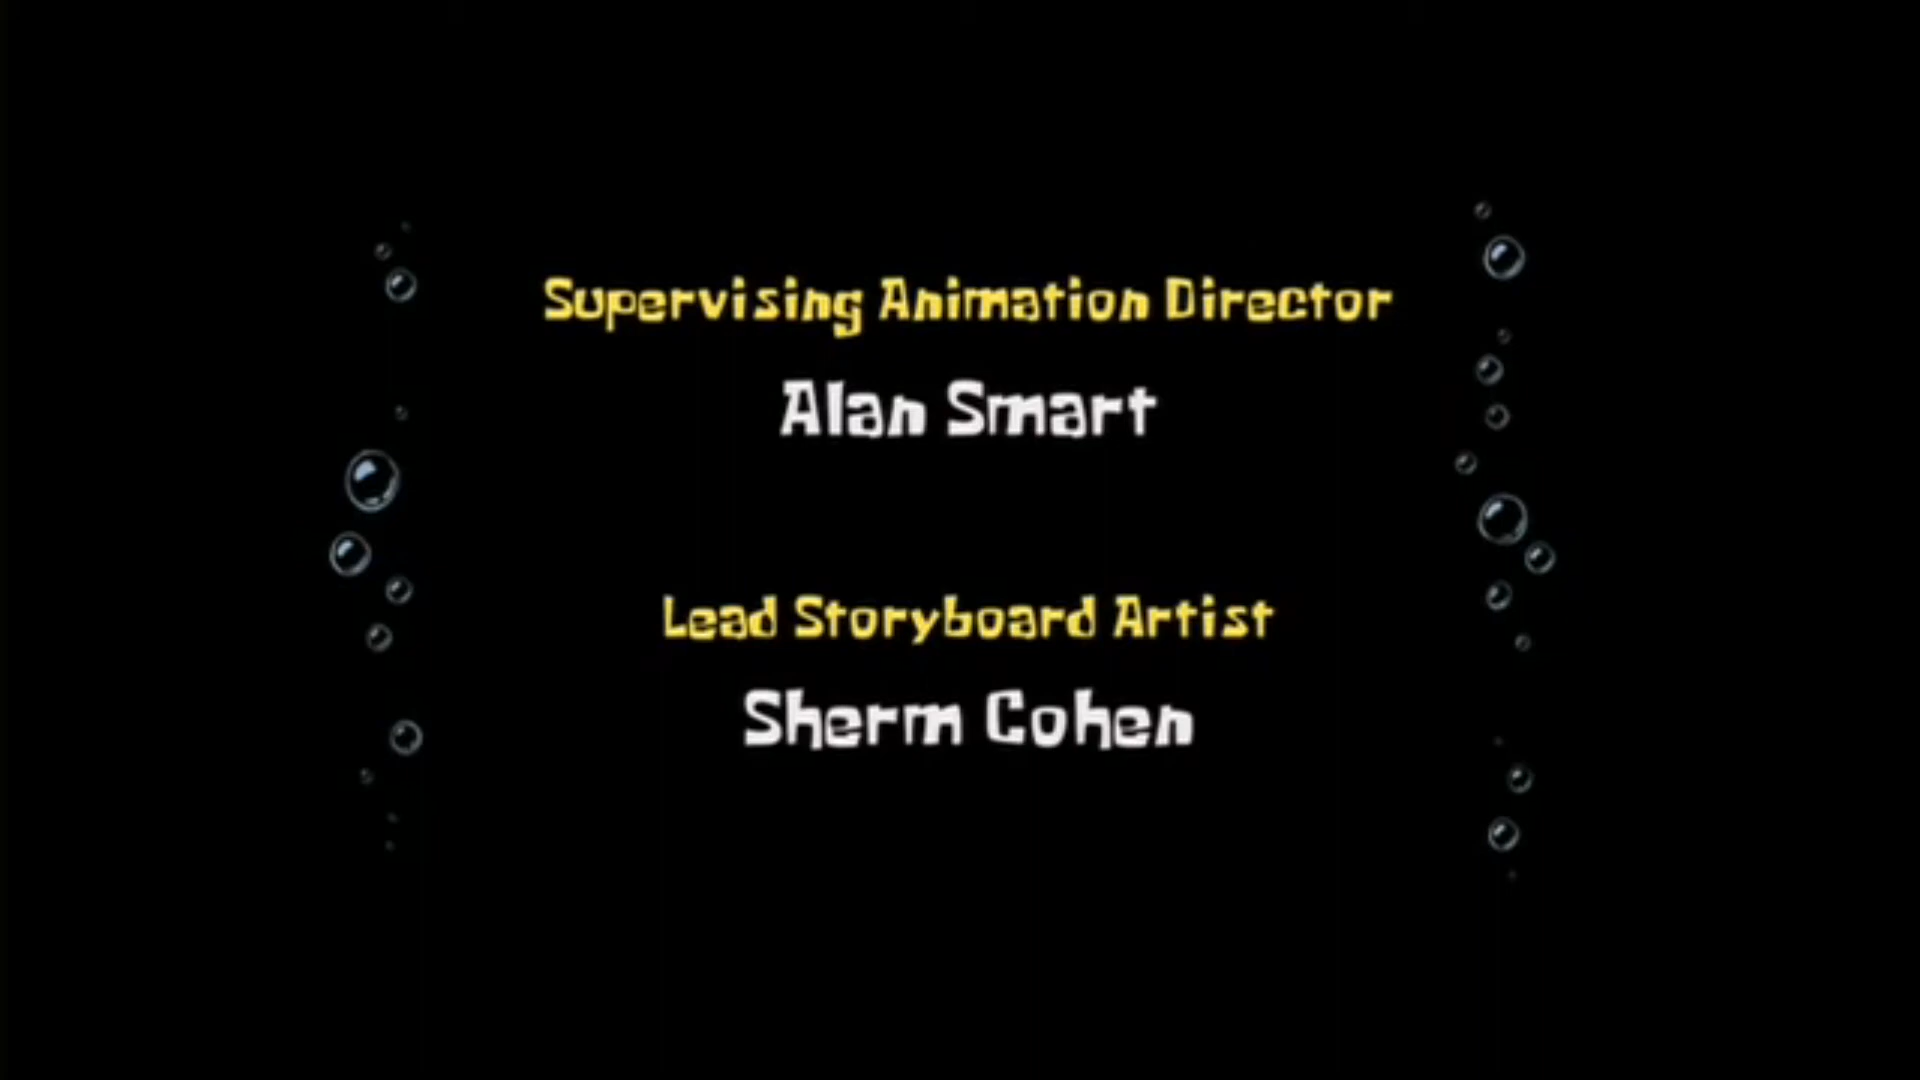 Supervising Animation Director
Alan Smart
Lead Storyboard Artist
Sherm Cohen